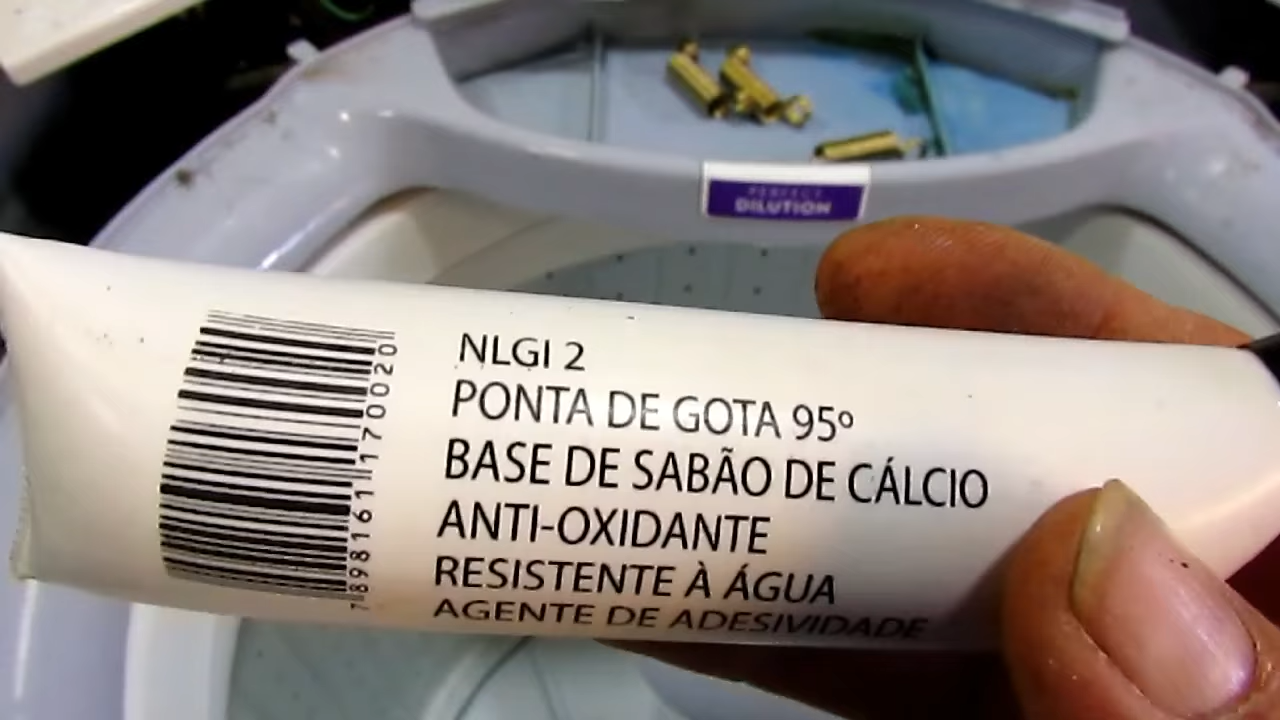 PERFECT
DILUTION
NLGI 2
PONTA DE GOTA 95º
BASE DE SABÃO DE CÁLCIO
ANTI-OXIDANTE
RESISTENTE À ÁGUA
AGENTE DE ADESIVIDADE
7898161170020